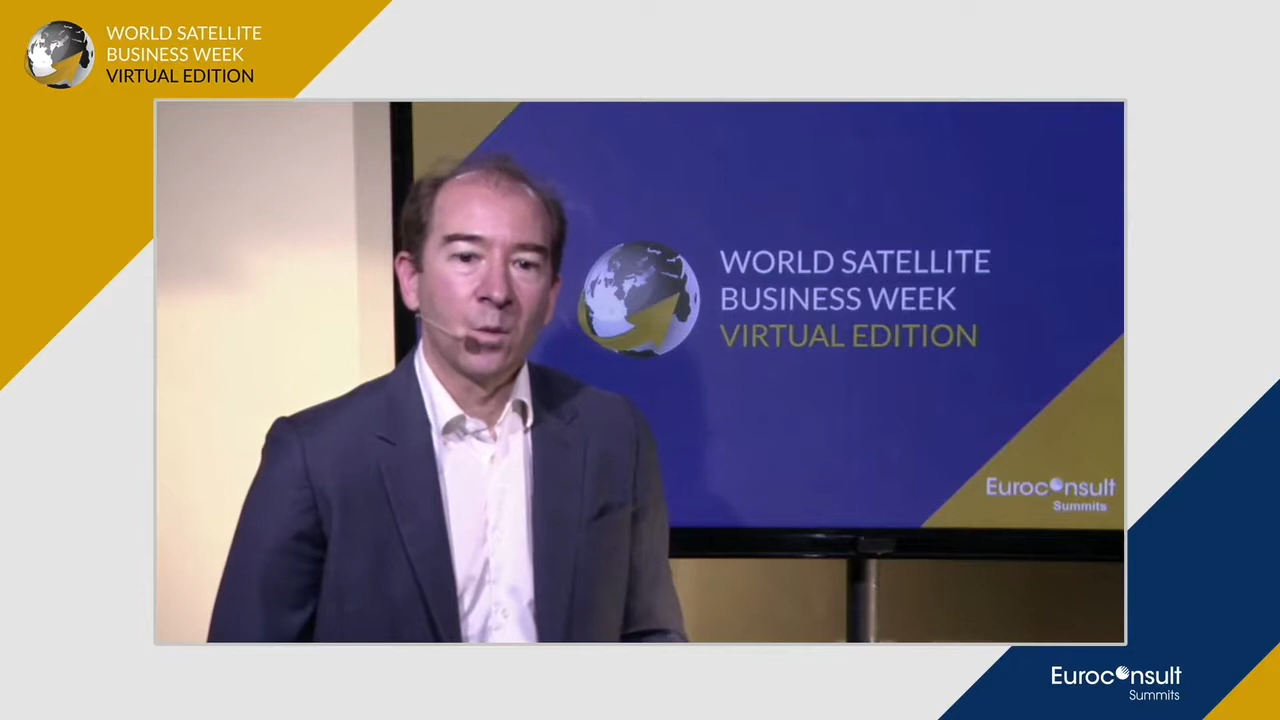 WORLD SATELLITE
BUSINESS WEEK
VIRTUAL EDITION
WORLD SATELLITE
BUSINESS WEEK
VIRTUAL EDITION
Euroconsult
Summits
Euroconsult
Summits